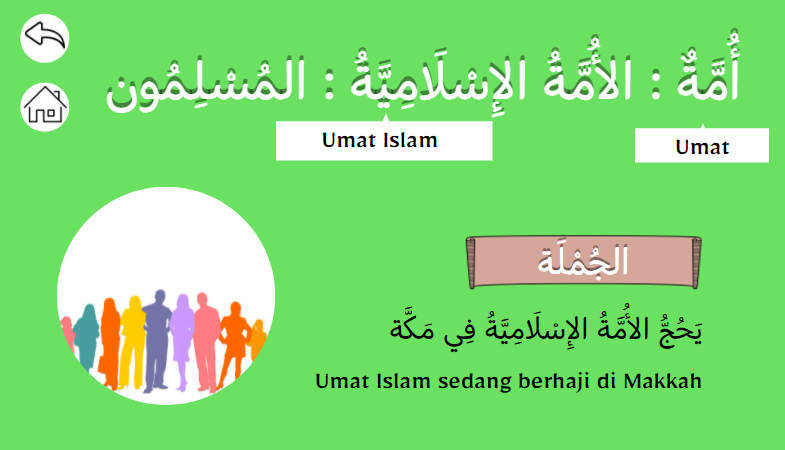 أُمَّةٌ : الأُمَّةُ الإِسْلَامِيَّةُ : المُسْلِمُون
Umat
Umat Islam
الجُمْلَة
يَحُجُّ الأُمَّةُ الإِسْلَامِيَّةُ فِي مَكَّة
Umat Islam sedang berhaji di Makkah